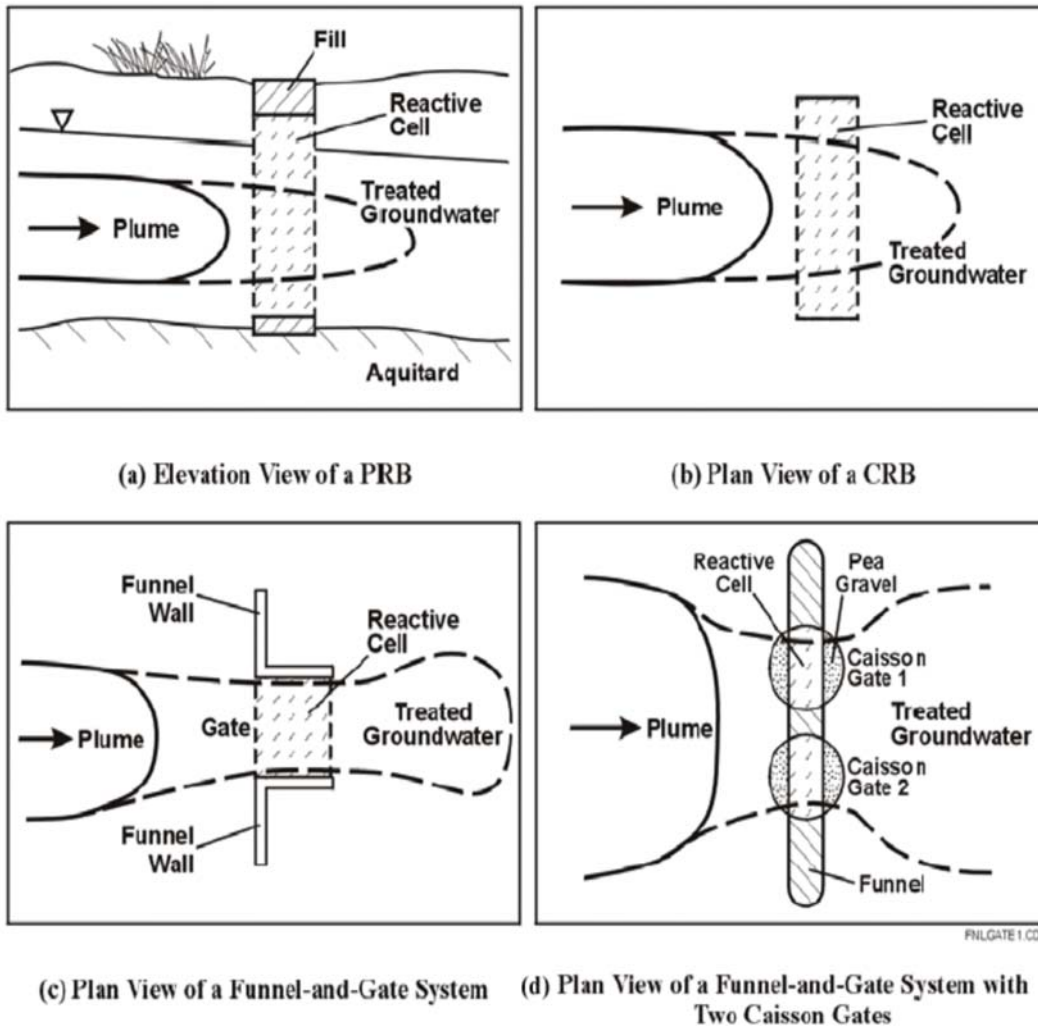 Fill
Reactive
Cell
Treated
Groundwater
Plume
Aquitard
(a) Elevation View of a PRB
Reactive
Cell
Plume
Treated
Groundwater
(b) Plan View of a CRB
Funnel
Wall
Reactive
Cell
Gate
Plume
Treated
Groundwater
Funnel
Wall
(c) Plan View of a Funnel-and-Gate System
Reactive
Cell
Pea
Gravel
Caisson
Gate 1
Plume
Treated
Groundwater
Caisson
Gate 2
Funnel
FNLGATE1.CD
(d) Plan View of a Funnel-and-Gate System with
Two Caisson Gates